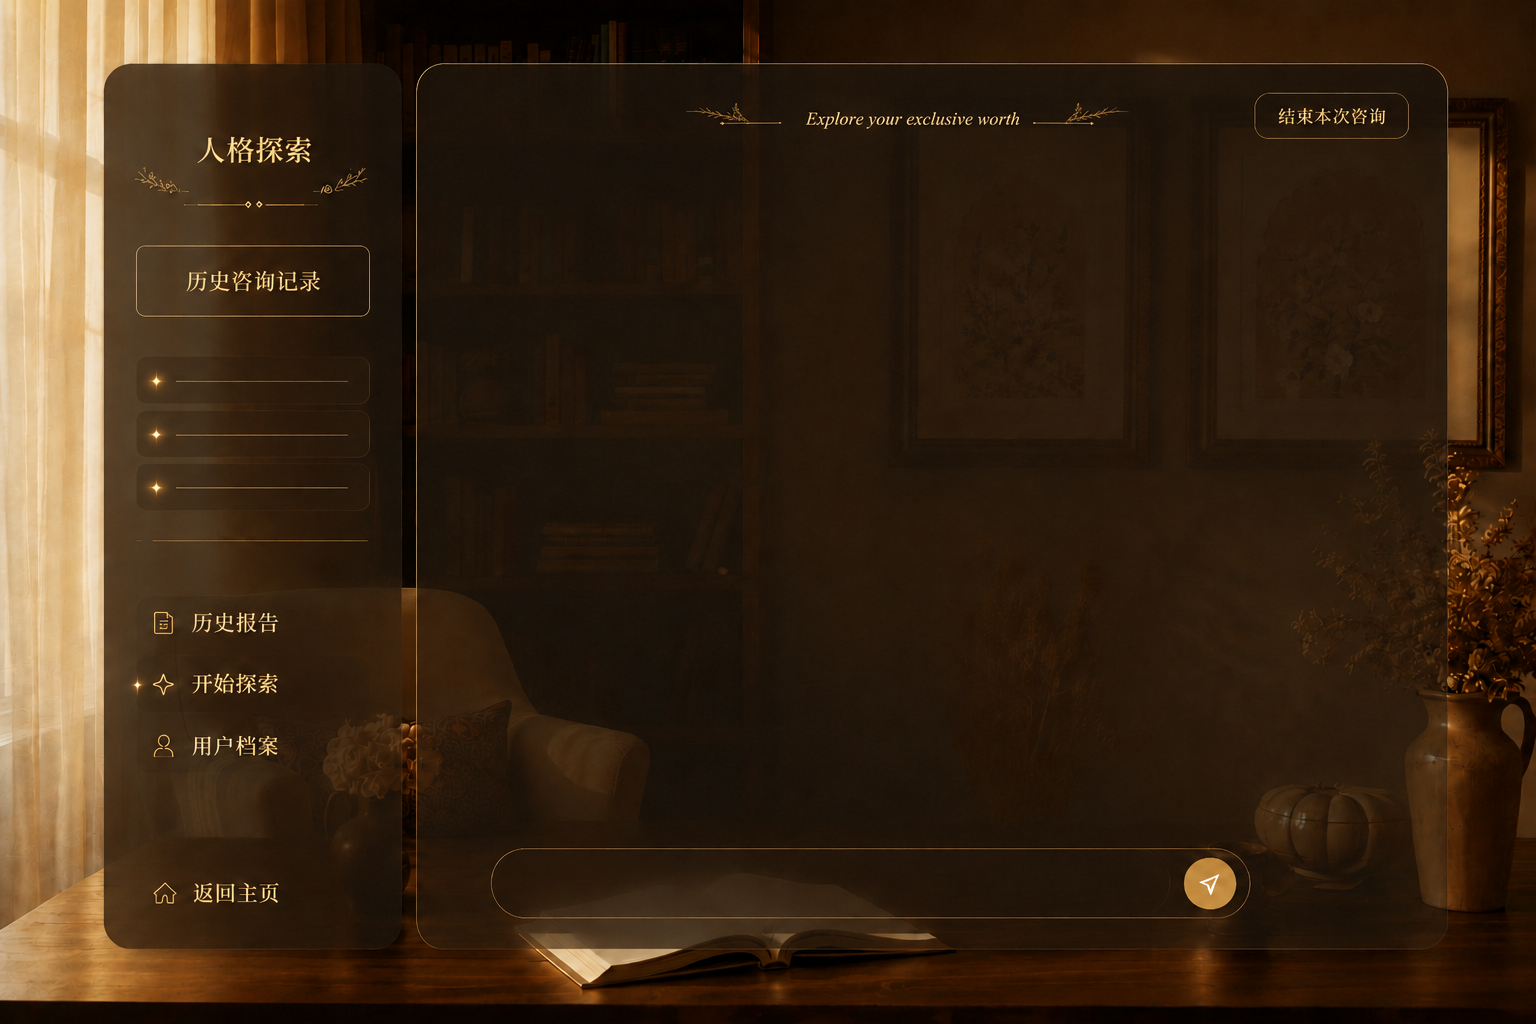 人格探索
历史咨询记录
历史报告
开始探索
用户档案
返回主页
Explore your exclusive worth
结束本次咨询